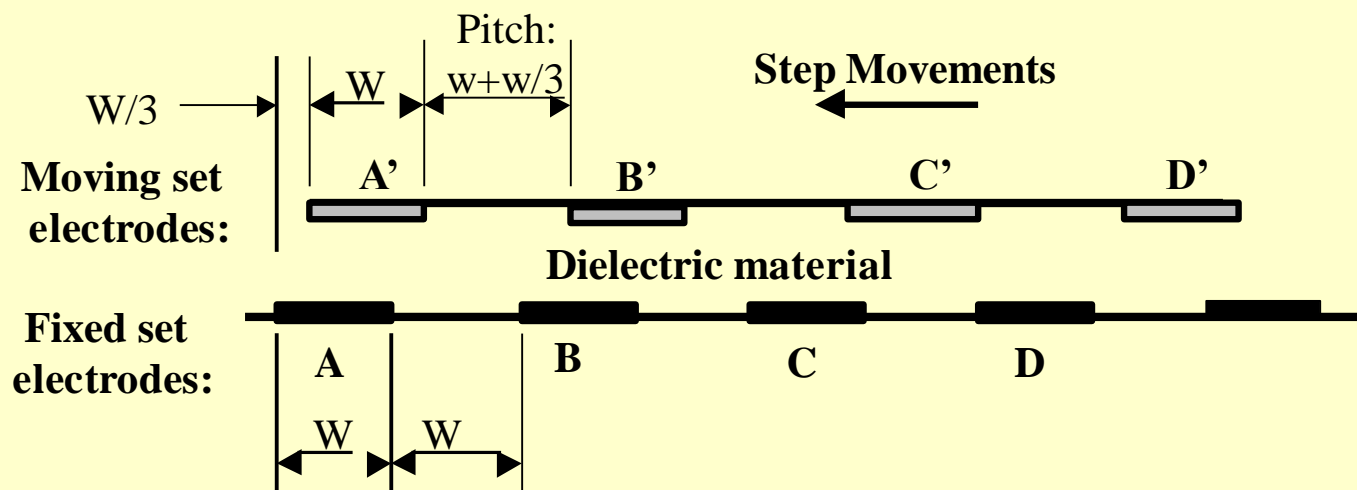 Pitch:
W
w+w/3
Step Movements
W/3
Moving set
electrodes:
A’
B’
C’
D’
Dielectric material
Fixed set
electrodes:
A
B
C
D
W
W